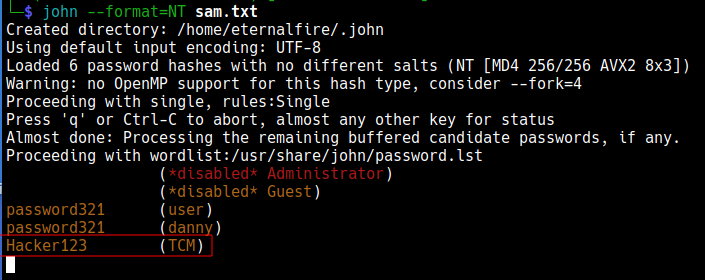 └─$ john --format=NT sam.txt
Created directory: /home/eternalfire/.john
Using default input encoding: UTF-8
Loaded 6 password hashes with no different salts (NT [MD4 256/256 AVX2 8x3])
Warning: no OpenMP support for this hash type, consider --fork=4
Proceeding with single, rules:Single
Press 'q' or Ctrl-C to abort, almost any other key for status
Almost done: Processing the remaining buffered candidate passwords, if any.
Proceeding with wordlist:/usr/share/john/password.lst
                 (*disabled* Administrator)
                 (*disabled* Guest)
password321      (user)
password321      (danny)
Hacker123        (TCM)